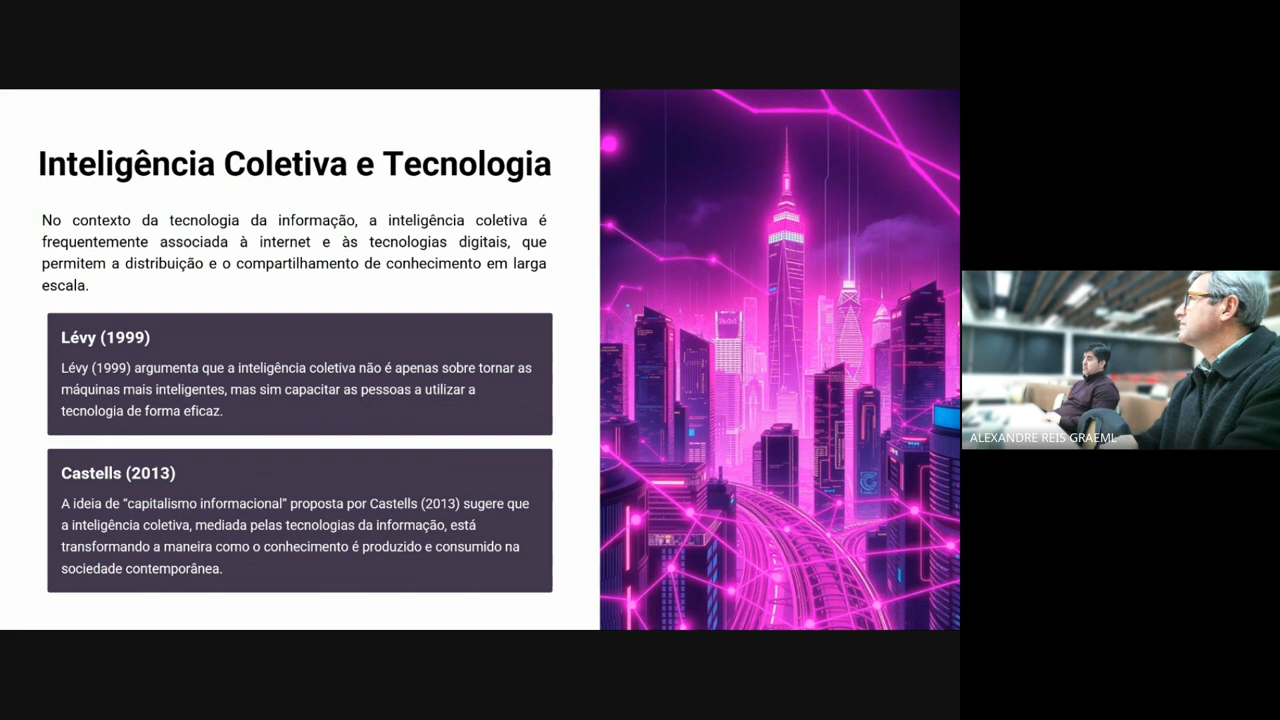 Inteligência Coletiva e Tecnologia
No contexto da tecnologia da informação, a inteligência coletiva é
frequentemente associada à internet e às tecnologias digitais, que
permitem a distribuição e o compartilhamento de conhecimento em larga
escala.
Lévy (1999)
Lévy (1999) argumenta que a inteligência coletiva não é apenas sobre tornar as
máquinas mais inteligentes, mas sim capacitar as pessoas a utilizar a
tecnologia de forma eficaz.
Castells (2013)
A ideia de “capitalismo informacional” proposta por Castells (2013) sugere que
a inteligência coletiva, mediada pelas tecnologias da informação, está
transformando a maneira como o conhecimento é produzido e consumido na
sociedade contemporânea.
ALEXANDRE REIS GRAEML